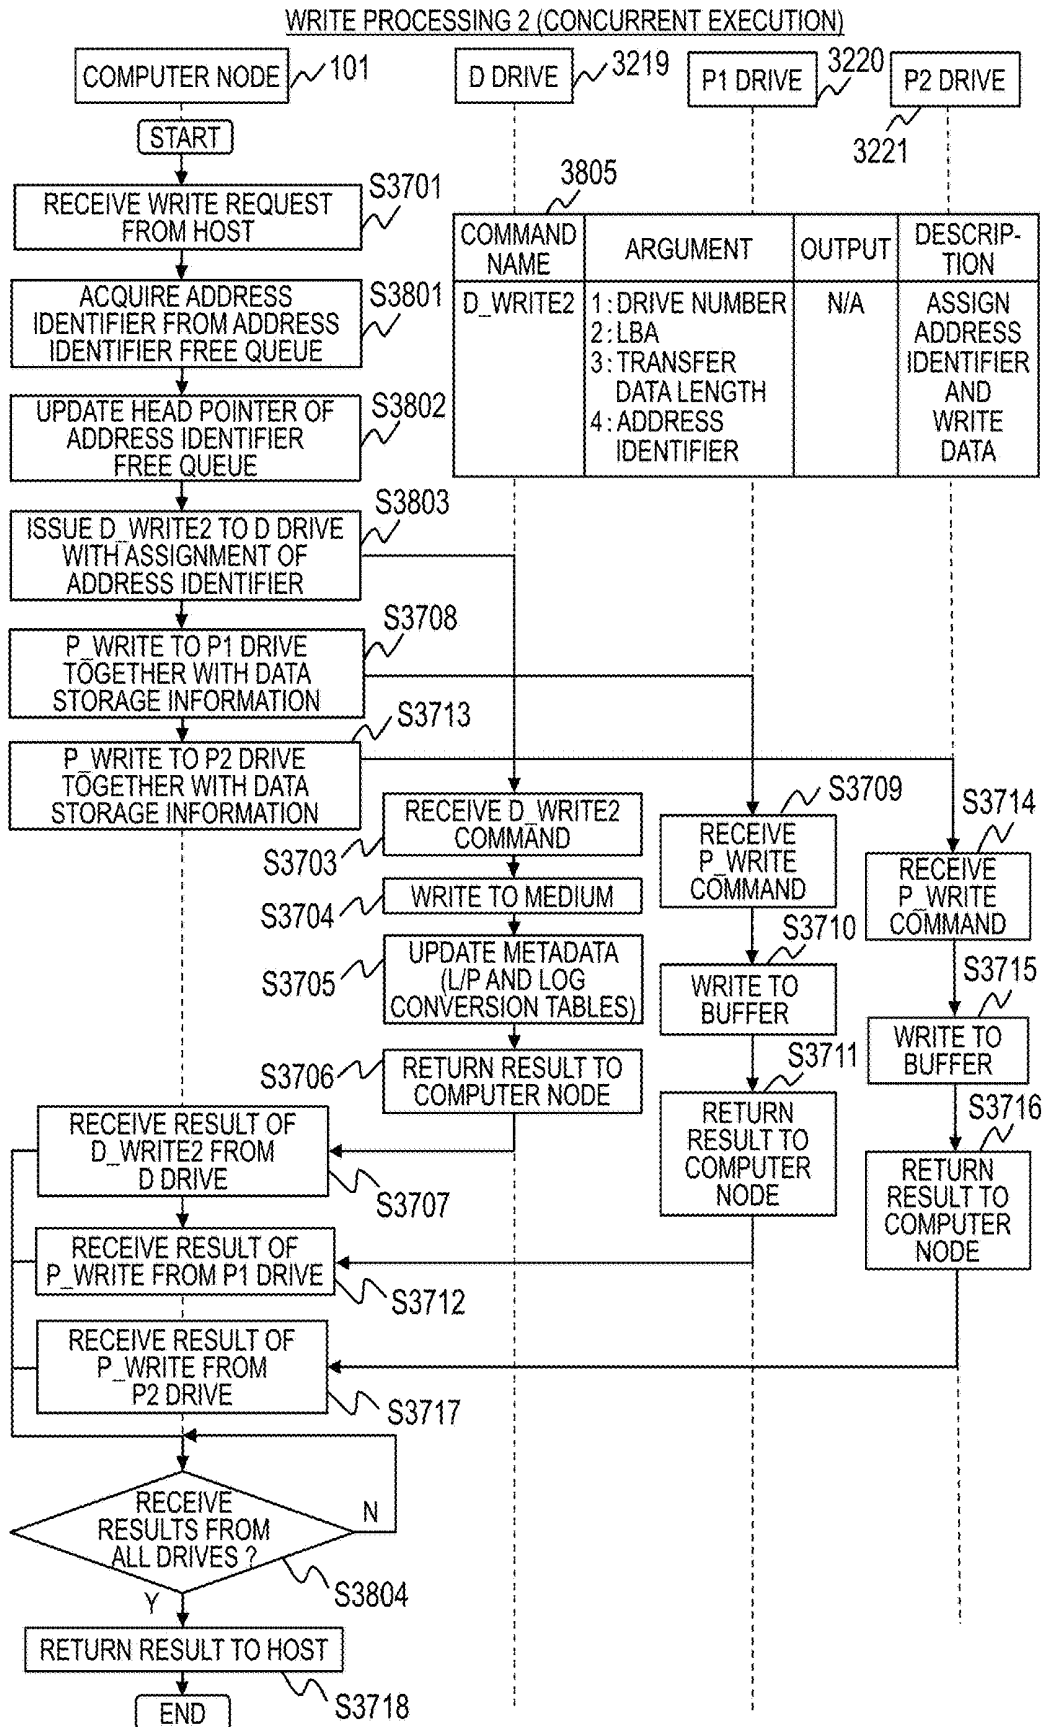 WRITE PROCESSING 2 (CONCURRENT EXECUTION)
COMPUTER NODE
101
D DRIVE
3219
P1 DRIVE
3220
P2 DRIVE
3221
START
S3701
RECEIVE WRITE REQUEST
FROM HOST
S3801
ACQUIRE ADDRESS
IDENTIFIER FROM ADDRESS
IDENTIFIER FREE QUEUE
S3802
UPDATE HEAD POINTER OF
ADDRESS IDENTIFIER
FREE QUEUE
3805
COMMAND
NAME
ARGUMENT
OUTPUT
DESCRIP-
TION
D_WRITE2
1 : DRIVE NUMBER
2 : LBA
3 : TRANSFER
DATA LENGTH
4 : ADDRESS
IDENTIFIER
N/A
ASSIGN
ADDRESS
IDENTIFIER
AND
WRITE
DATA
S3803
ISSUE D_WRITE2 TO D DRIVE
WITH ASSIGNMENT OF
ADDRESS IDENTIFIER
S3708
P_WRITE TO P1 DRIVE
TOGETHER WITH DATA
STORAGE INFORMATION
S3713
P_WRITE TO P2 DRIVE
TOGETHER WITH DATA
STORAGE INFORMATION
RECEIVE D_WRITE2
COMMAND
S3703
WRITE TO MEDIUM
S3704
UPDATE METADATA
(L/P AND LOG
CONVERSION TABLES)
S3705
RETURN RESULT TO
COMPUTER NODE
S3706
S3709
RECEIVE
P_WRITE
COMMAND
S3710
WRITE TO
BUFFER
S3711
RETURN
RESULT TO
COMPUTER
NODE
S3714
RECEIVE
P_WRITE
COMMAND
S3715
WRITE TO
BUFFER
S3716
RETURN
RESULT TO
COMPUTER
NODE
RECEIVE RESULT OF
D_WRITE2 FROM
D DRIVE
S3707
RECEIVE RESULT OF
P_WRITE FROM P1 DRIVE
S3712
RECEIVE RESULT OF
P_WRITE FROM
P2 DRIVE
S3717
RECEIVE
RESULTS FROM
ALL DRIVES ?
N
S3804
Y
RETURN RESULT TO HOST
S3718
END